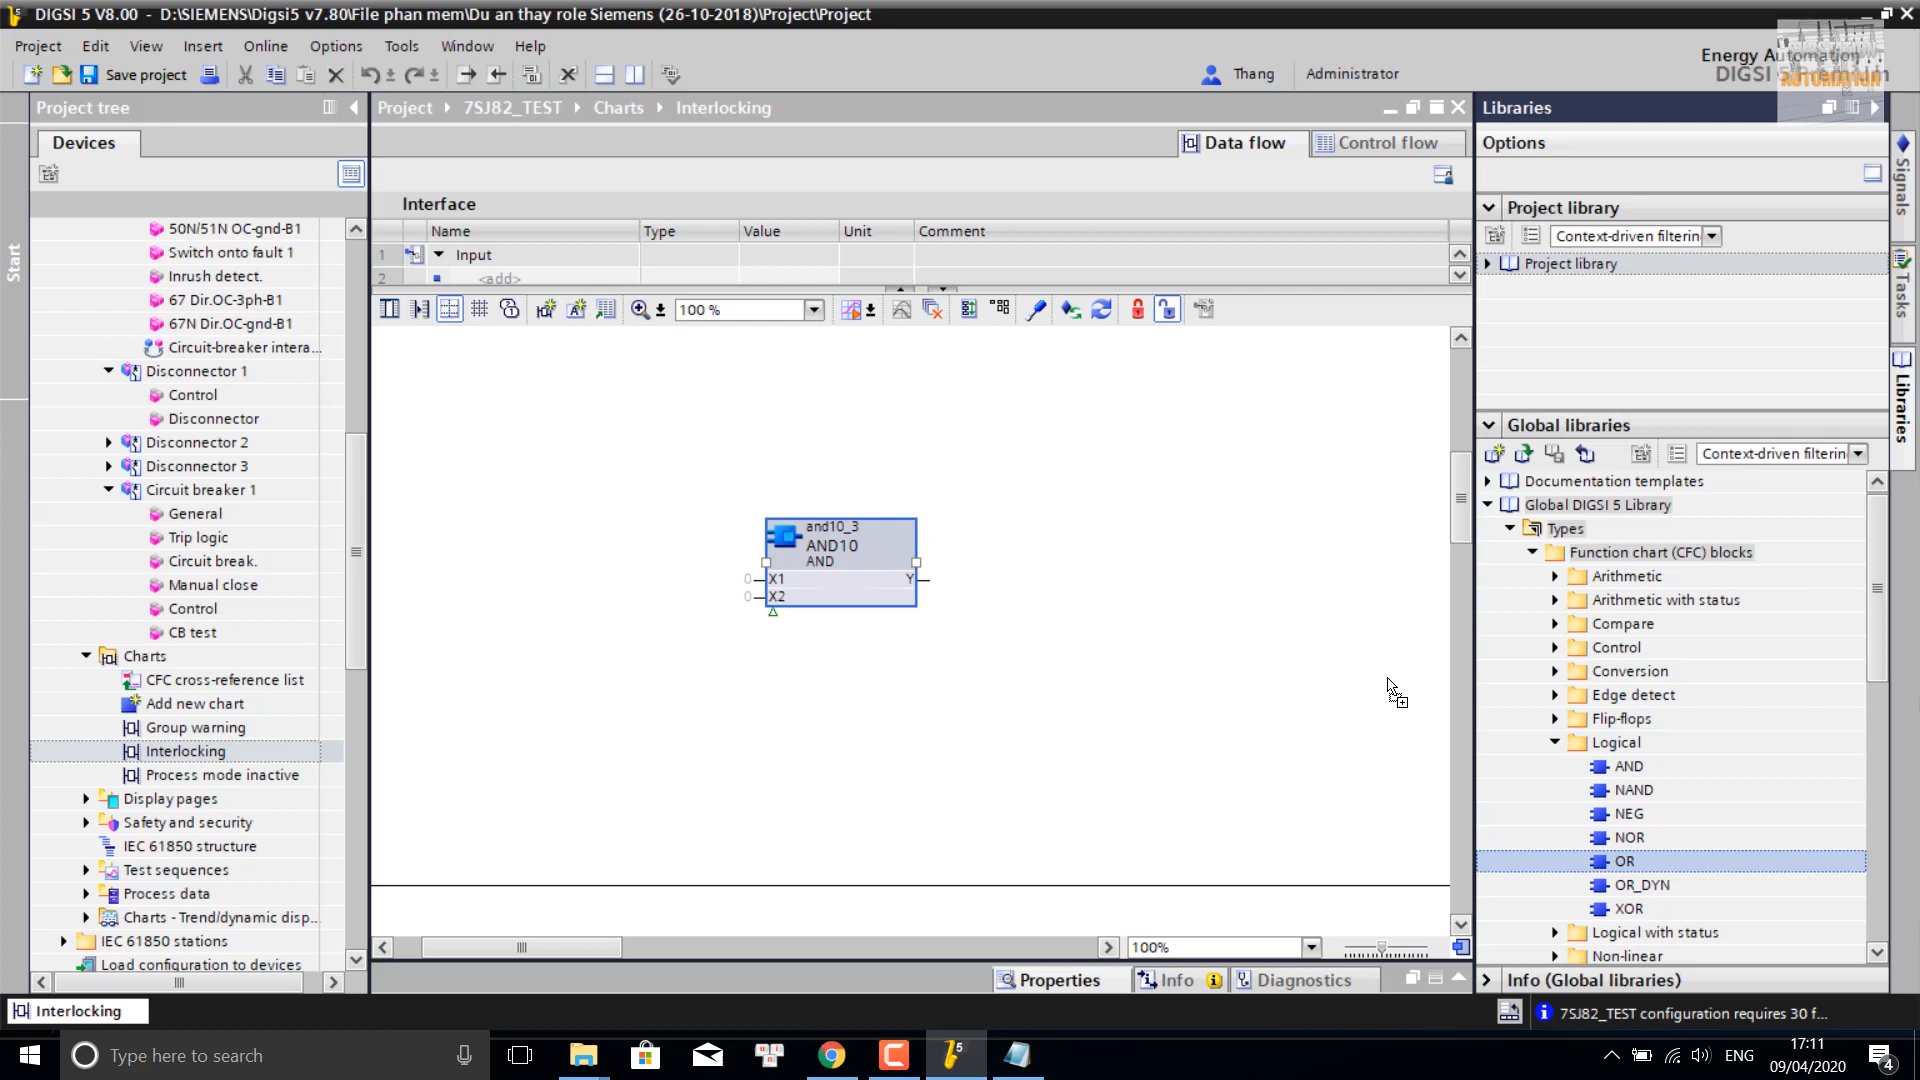 DIGSI 5 V8.00 - D:\SIEMENS\Digsi5 v7.80\File phan mem\Du an thay role Siemens (26-10-2018)\Project\Project
Project Edit View Insert Online Options Tools Window Help
Save project
Thang
Administrator
Energy Automation
DIGSI 5 Premium
AUTOMATION
Project tree
Devices
Start
50N/51N OC-gnd-B1
Switch onto fault 1
Inrush detect.
67 Dir.OC-3ph-B1
67N Dir.OC-gnd-B1
Circuit-breaker intera...
Disconnector 1
Control
Disconnector
Disconnector 2
Disconnector 3
Circuit breaker 1
General
Trip logic
Circuit break.
Manual close
Control
CB test
Charts
CFC cross-reference list
Add new chart
Group warning
Interlocking
Process mode inactive
Display pages
Safety and security
IEC 61850 structure
Test sequences
Process data
Charts - Trend/dynamic disp...
IEC 61850 stations
Load configuration to devices
Project 7SJ82_TEST Charts Interlocking
Data flow
Control flow
Interface
Name Type Value Unit Comment
1 Input
2 <add>
100 %
and10_3
AND10
AND
0 X1 Y
0 X2
100%
Properties
Info
Diagnostics
Libraries
Options
Project library
Context-driven filterin
Project library
Global libraries
Context-driven filterin
Documentation templates
Global DIGSI 5 Library
Types
Function chart (CFC) blocks
Arithmetic
Arithmetic with status
Compare
Control
Conversion
Edge detect
Flip-flops
Logical
AND
NAND
NEG
NOR
OR
OR_DYN
XOR
Logical with status
Non-linear
Info (Global libraries)
Signals
Tasks
Libraries
Interlocking
7SJ82_TEST configuration requires 30 f...
Type here to search
ENG
17:11
09/04/2020
4